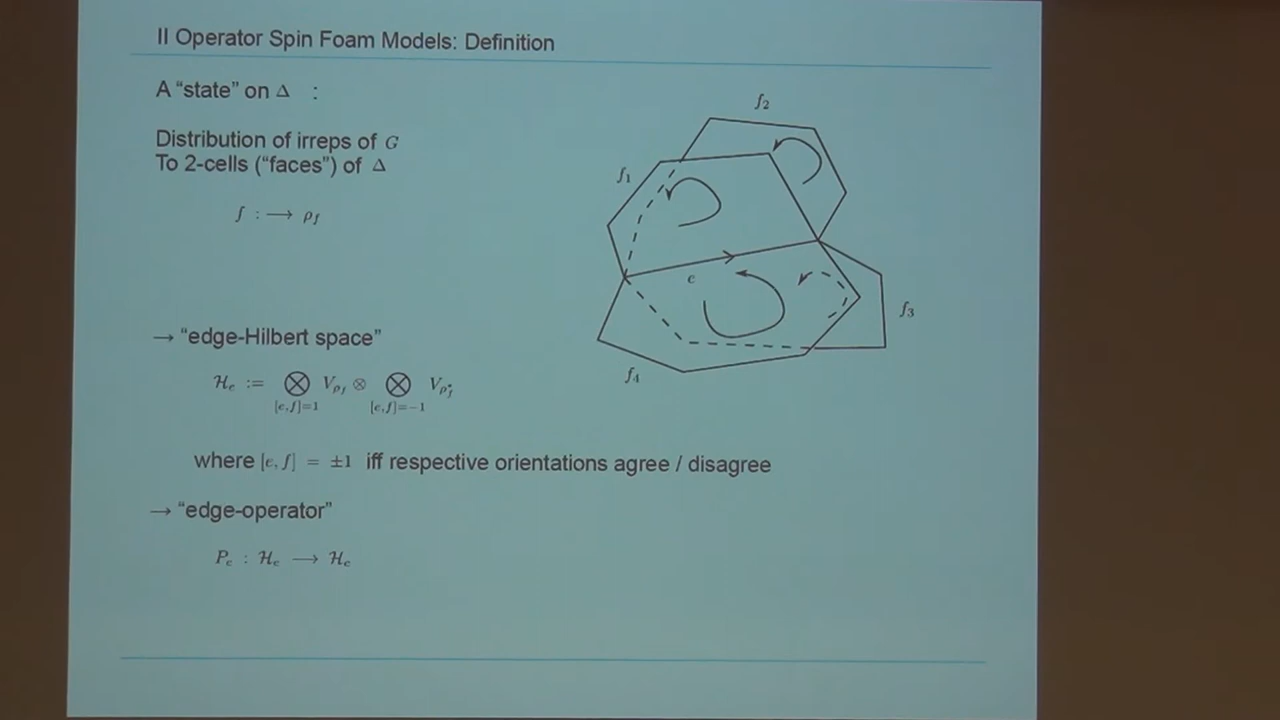 II Operator Spin Foam Models: Definition
A “state” on Δ :
Distribution of irreps of G
To 2-cells (“faces”) of Δ
f : ⟶ ρ_f
→ “edge-Hilbert space”
ℋ_e := ⊗_{[e,f]=1} V_{ρ_f} ⊗ ⊗_{[e,f]=−1} V_{ρ_f^*}
where [e, f] = ±1 iff respective orientations agree / disagree
→ “edge-operator”
P_e : ℋ_e ⟶ ℋ_e
f_2
f_1
e
f_3
f_4